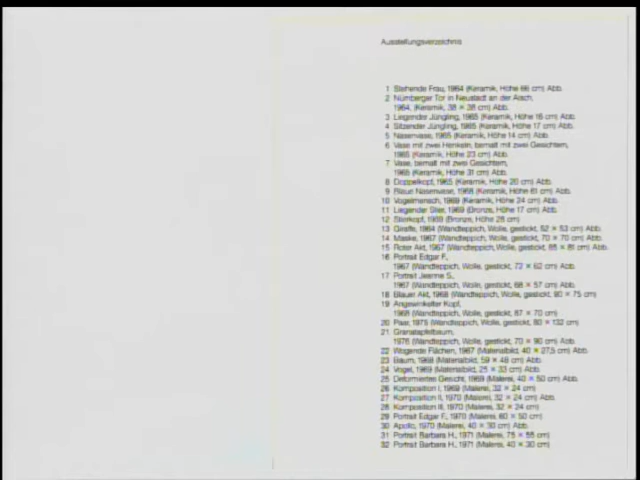 Ausstellungsverzeichnis
1 Stehende Frau, 1964 (Keramik, Höhe 66 cm) Abb.
2 Nürnberger Tor in Neustadt an der Aisch,
1964, (Keramik, 38 × 38 cm) Abb.
3 Liegender Jüngling, 1965 (Keramik, Höhe 16 cm) Abb.
4 Sitzender Jüngling, 1965 (Keramik, Höhe 17 cm) Abb.
5 Nasenvase, 1965 (Keramik, Höhe 14 cm) Abb.
6 Vase mit zwei Henkeln, bemalt mit zwei Gesichtern,
1965 (Keramik, Höhe 23 cm) Abb.
7 Vase, bemalt mit zwei Gesichtern,
1965 (Keramik, Höhe 31 cm) Abb.
8 Doppelkopf, 1965 (Keramik, Höhe 20 cm) Abb.
9 Blaue Nasenvase, 1968 (Keramik, Höhe 61 cm) Abb.
10 Vogelmensch, 1969 (Keramik, Höhe 24 cm) Abb.
11 Liegender Stier, 1969 (Bronze, Höhe 17 cm) Abb.
12 Stierkopf, 1969 (Bronze, Höhe 28 cm)
13 Giraffe, 1964 (Wandteppich, Wolle, gestickt, 52 × 53 cm) Abb.
14 Maske, 1967 (Wandteppich, Wolle, gestickt, 70 × 70 cm) Abb.
15 Roter Akt, 1967 (Wandteppich, Wolle, gestickt, 65 × 81 cm) Abb.
16 Portrait Edgar F.,
1967 (Wandteppich, Wolle, gestickt, 72 × 62 cm) Abb.
17 Portrait Jeanne S.,
1967 (Wandteppich, Wolle, gestickt, 68 × 57 cm) Abb.
18 Blauer Akt, 1968 (Wandteppich, Wolle, gestickt, 90 × 75 cm)
19 Angewinkelter Kopf,
1968 (Wandteppich, Wolle, gestickt, 87 × 70 cm)
20 Paar, 1975 (Wandteppich, Wolle, gestickt, 80 × 132 cm)
21 Granatapfelbaum,
1976 (Wandteppich, Wolle, gestickt, 70 × 90 cm) Abb.
22 Wogende Flächen, 1967 (Materialbild, 40 × 27,5 cm) Abb.
23 Baum, 1968 (Materialbild, 59 × 48 cm) Abb.
24 Vogel, 1969 (Materialbild, 25 × 33 cm) Abb.
25 Deformiertes Gesicht, 1969 (Malerei, 40 × 50 cm) Abb.
26 Komposition I, 1969 (Malerei, 32 × 24 cm)
27 Komposition II, 1970 (Malerei, 32 × 24 cm) Abb.
28 Komposition III, 1970 (Malerei, 32 × 24 cm)
29 Portrait Edgar F., 1970 (Malerei, 60 × 50 cm)
30 Apollo, 1970 (Malerei, 40 × 30 cm) Abb.
31 Portrait Barbara H., 1971 (Malerei, 75 × 55 cm)
32 Portrait Barbara H., 1971 (Malerei, 40 × 30 cm)